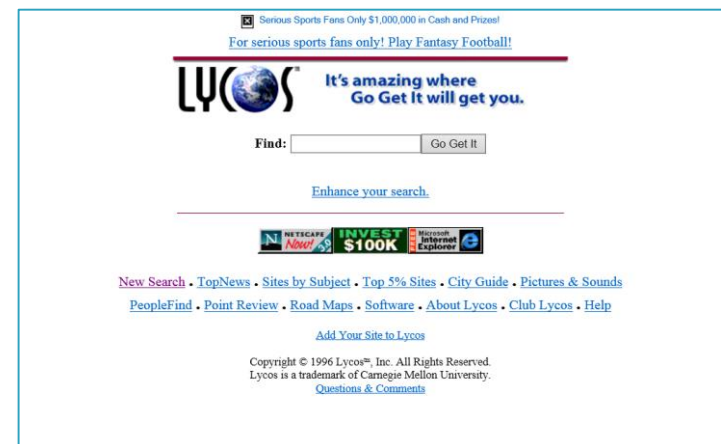 Serious Sports Fans Only $1,000,000 in Cash and Prizes!
For serious sports fans only! Play Fantasy Football!
LYCOS™ It's amazing where
Go Get It will get you.
Find: Go Get It
Enhance your search.
N NETSCAPE Now! 3.0 INVEST $100K FREE Microsoft Internet Explorer
New Search . TopNews . Sites by Subject . Top 5% Sites . City Guide . Pictures & Sounds
PeopleFind . Point Review . Road Maps . Software . About Lycos . Club Lycos . Help
Add Your Site to Lycos
Copyright © 1996 Lycos™, Inc. All Rights Reserved.
Lycos is a trademark of Carnegie Mellon University.
Questions & Comments